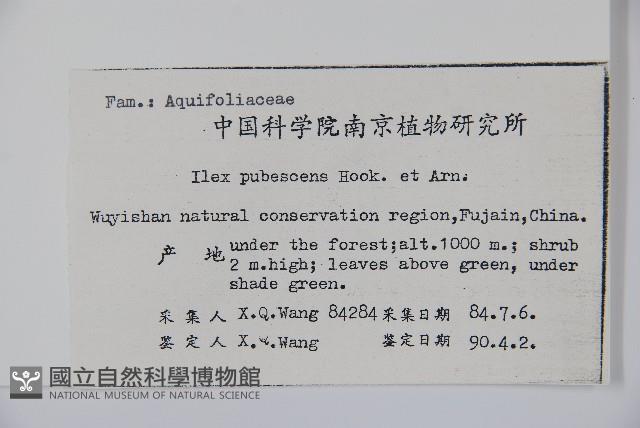 Fam.: Aquifoliaceae
中国科学院南京植物研究所
Ilex pubescens Hook. et Arn.
Wuyishan natural conservation region,Fujain,China.
产 地 under the forest;alt.1000 m.; shrub
2 m.high; leaves above green, under
shade green.
采 集 人 X.Q.Wang 84284 采集日期 84.7.6.
鉴 定 人 X.Q.Wang 鉴定日期 90.4.2.
國立自然科學博物館
NATIONAL MUSEUM OF NATURAL SCIENCE